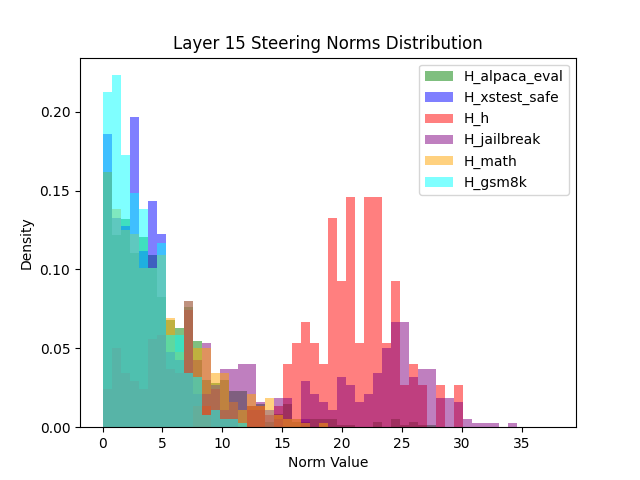 Layer 15 Steering Norms Distribution
H_alpaca_eval
H_xstest_safe
H_h
H_jailbreak
H_math
H_gsm8k
Density
0.20
0.15
0.10
0.05
0.00
0 5 10 15 20 25 30 35
Norm Value